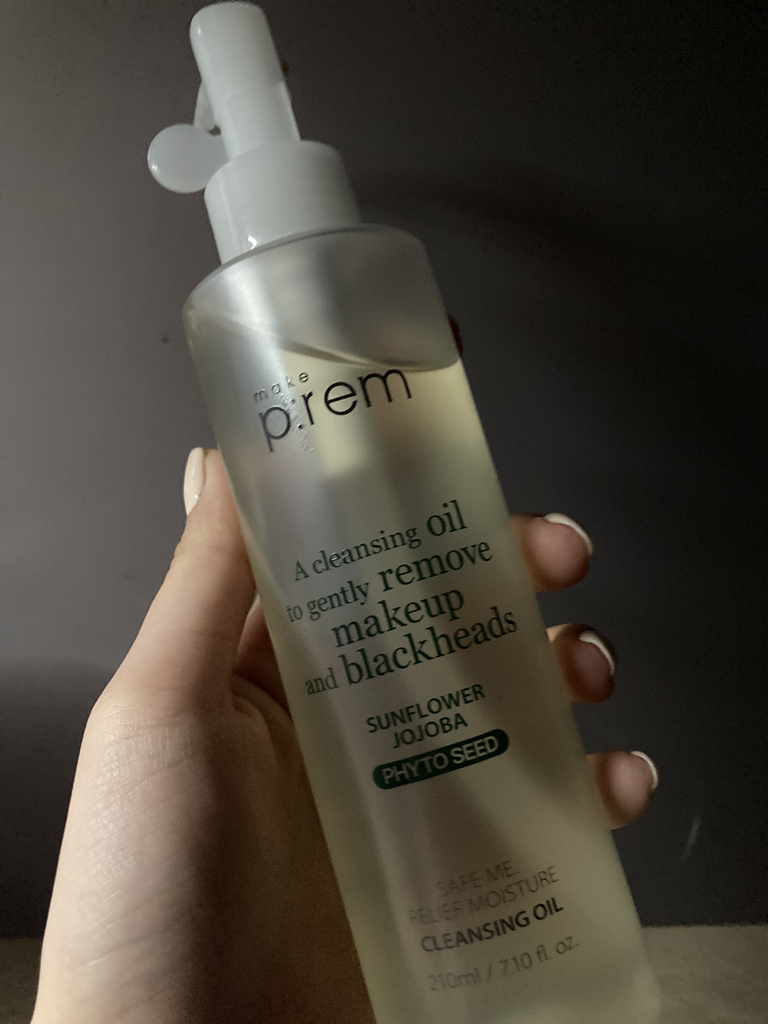 make
p:rem
A cleansing oil
to gently remove
makeup
and blackheads
SUNFLOWER
JOJOBA
PHYTO SEED
SAFE ME.
RELIEF MOISTURE
CLEANSING OIL
210ml / 7.10 fl. oz.